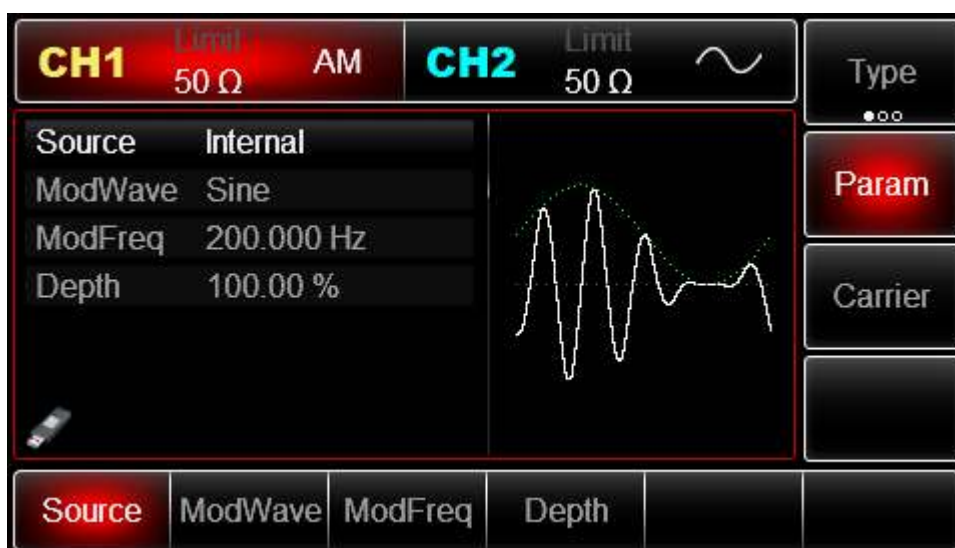 CH1 Limit 50 Ω AM CH2 Limit 50 Ω
Type
Source Internal
ModWave Sine
Param
ModFreq 200.000 Hz
Depth 100.00 %
Carrier
Source ModWave ModFreq Depth